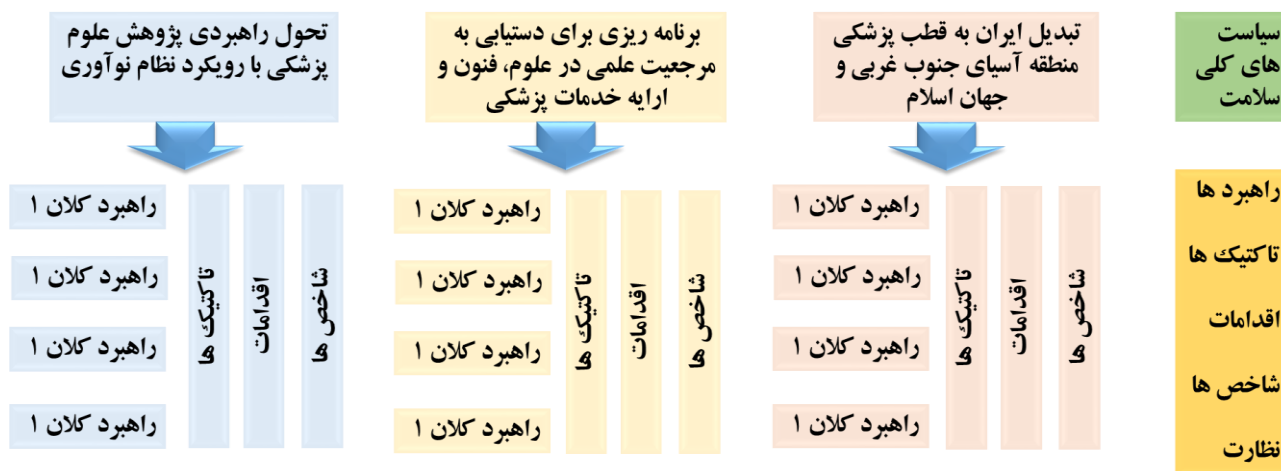 سیاست
های کلی
سلامت
تبدیل ایران به قطب پزشکی
منطقه آسیای جنوب غربی و
جهان اسلام
برنامه ریزی برای دستیابی به
مرجعیت علمی در علوم، فنون و
ارایه خدمات پزشکی
تحول راهبردی پژوهش علوم
پزشکی با رویکرد نظام نوآوری
راهبرد ها
تاکتیک ها
اقدامات
شاخص ها
نظارت
شاخص ها
اقدامات
تاکتیک ها
راهبرد کلان ۱
راهبرد کلان ۱
راهبرد کلان ۱
راهبرد کلان ۱
شاخص ها
اقدامات
تاکتیک ها
راهبرد کلان ۱
راهبرد کلان ۱
راهبرد کلان ۱
راهبرد کلان ۱
شاخص ها
اقدامات
تاکتیک ها
راهبرد کلان ۱
راهبرد کلان ۱
راهبرد کلان ۱
راهبرد کلان ۱